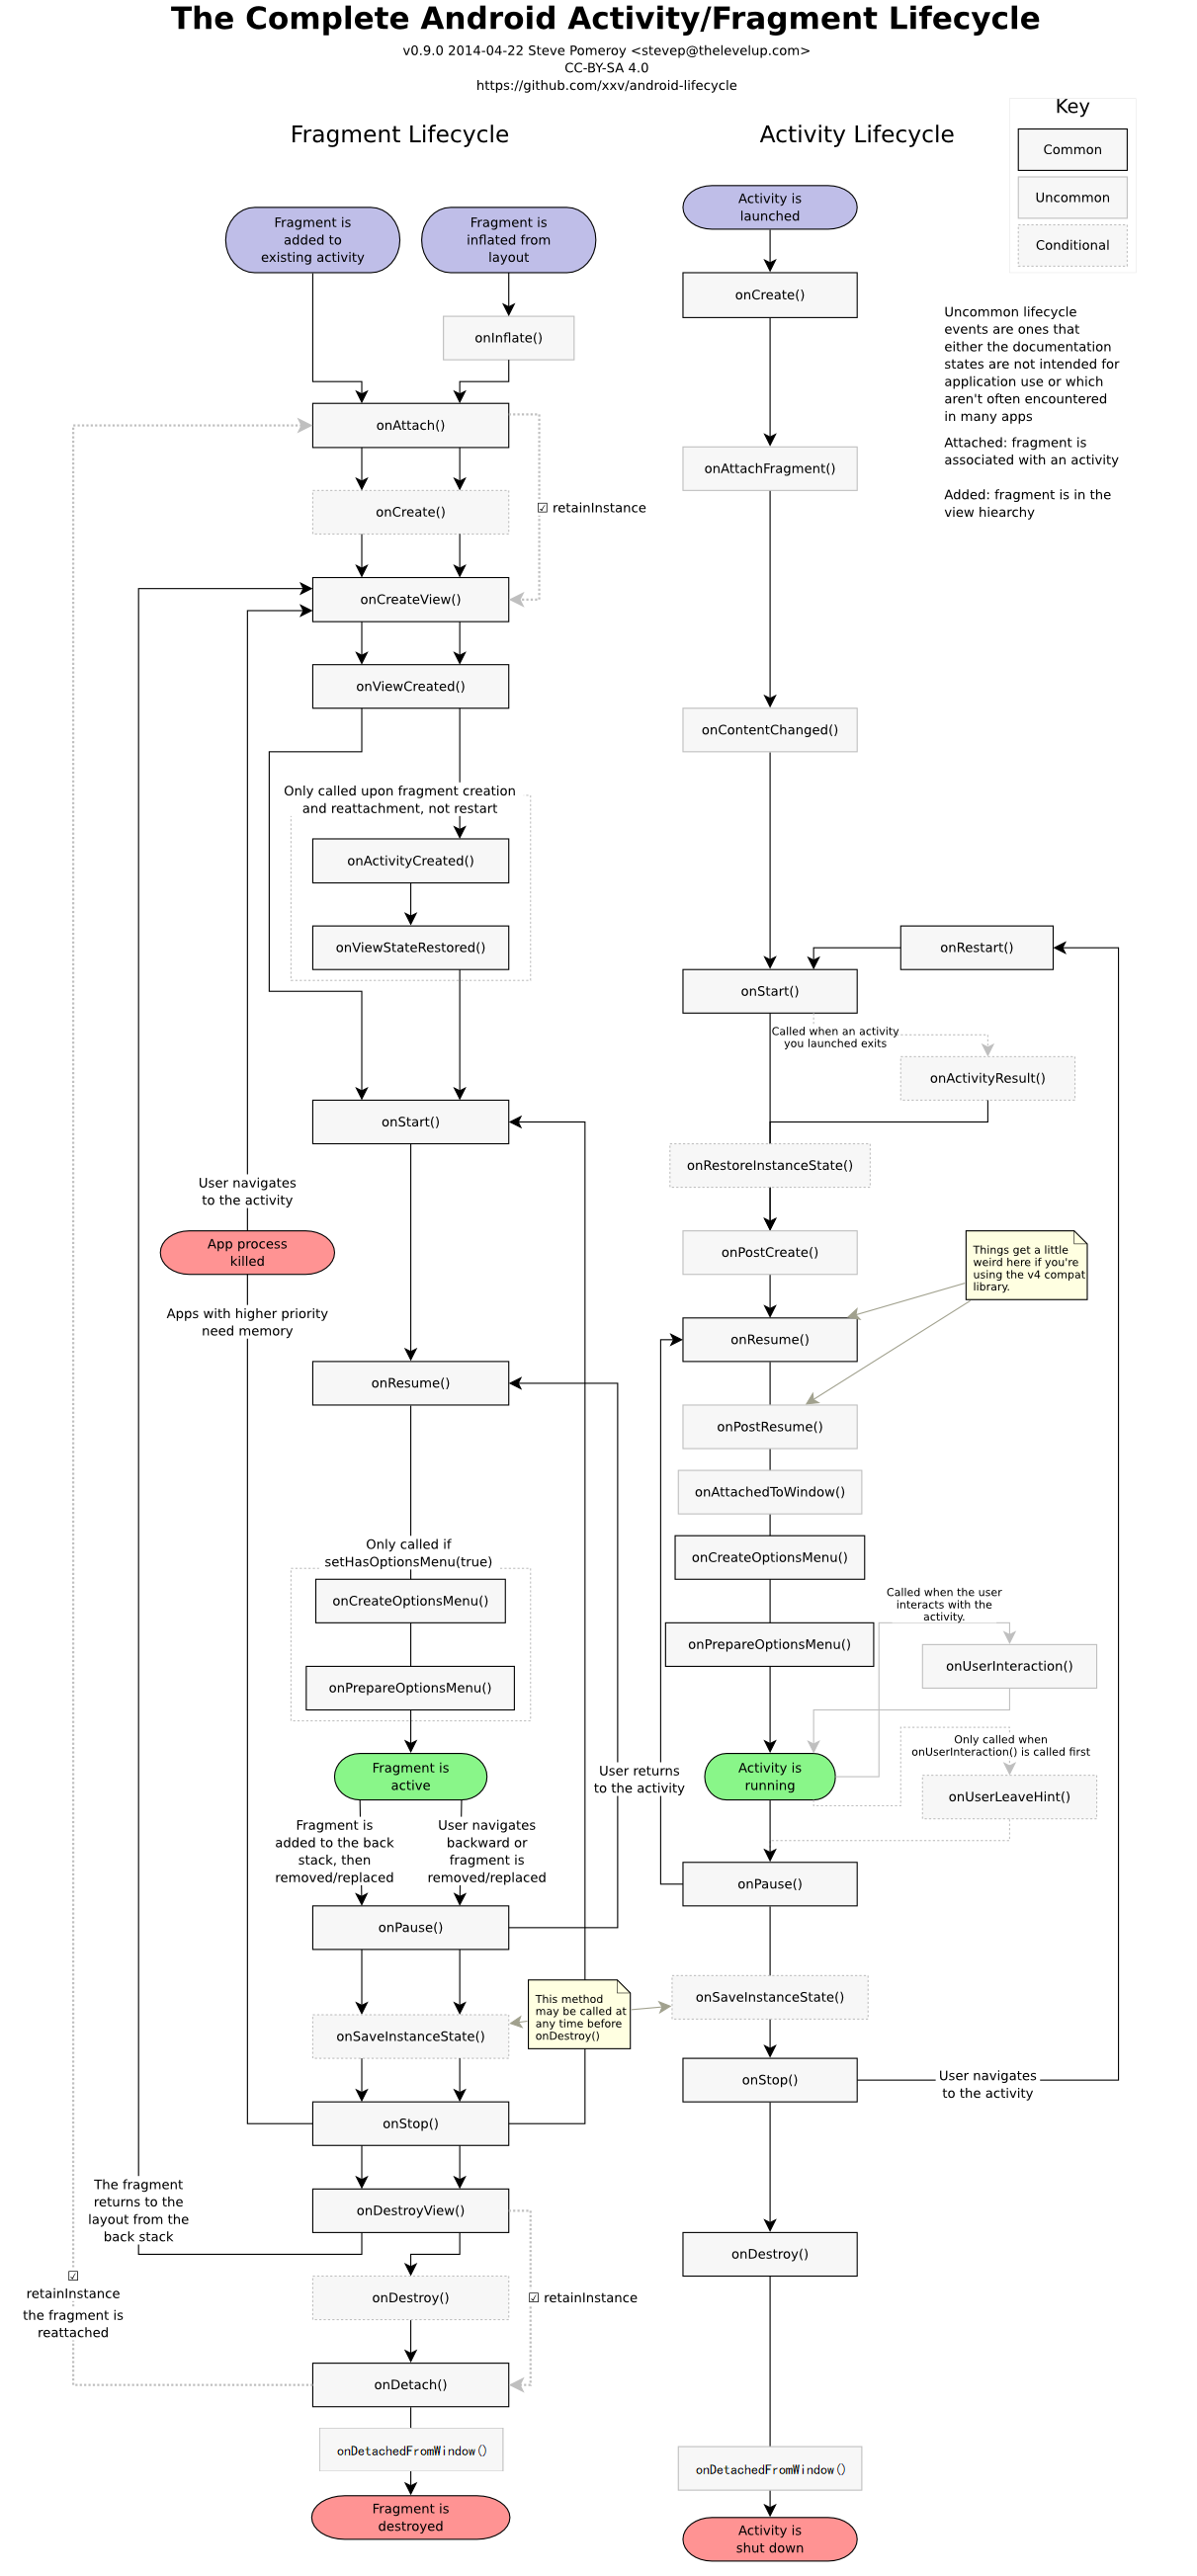 The Complete Android Activity/Fragment Lifecycle
v0.9.0 2014-04-22 Steve Pomeroy <stevep@thelevelup.com>
CC-BY-SA 4.0
https://github.com/xxv/android-lifecycle
Fragment Lifecycle
Fragment is
added to
existing activity
Fragment is
inflated from
layout
onInflate()
onAttach()
onCreate()
☑ retainInstance
onCreateView()
onViewCreated()
Only called upon fragment creation
and reattachment, not restart
onActivityCreated()
onViewStateRestored()
onStart()
User navigates
to the activity
App process
killed
Apps with higher priority
need memory
onResume()
Only called if
setHasOptionsMenu(true)
onCreateOptionsMenu()
onPrepareOptionsMenu()
Fragment is
active
Fragment is
added to the back
stack, then
removed/replaced
User navigates
backward or
fragment is
removed/replaced
User returns
to the activity
onPause()
onSaveInstanceState()
This method
may be called at
any time before
onDestroy()
onStop()
onDestroyView()
The fragment
returns to the
layout from the
back stack
☑
retainInstance
the fragment is
reattached
onDestroy()
☑ retainInstance
onDetach()
onDetachedFromWindow()
Fragment is
destroyed
Activity Lifecycle
Activity is
launched
onCreate()
onAttachFragment()
onContentChanged()
onRestart()
onStart()
Called when an activity
you launched exits
onActivityResult()
onRestoreInstanceState()
onPostCreate()
Things get a little
weird here if you're
using the v4 compat
library.
onResume()
onPostResume()
onAttachedToWindow()
onCreateOptionsMenu()
Called when the user
interacts with the
activity.
onPrepareOptionsMenu()
onUserInteraction()
Only called when
onUserInteraction() is called first
Activity is
running
onUserLeaveHint()
onPause()
onSaveInstanceState()
onStop()
User navigates
to the activity
onDestroy()
onDetachedFromWindow()
Activity is
shut down
Key
Common
Uncommon
Conditional
Uncommon lifecycle
events are ones that
either the documentation
states are not intended for
application use or which
aren't often encountered
in many apps
Attached: fragment is
associated with an activity
Added: fragment is in the
view hiearchy